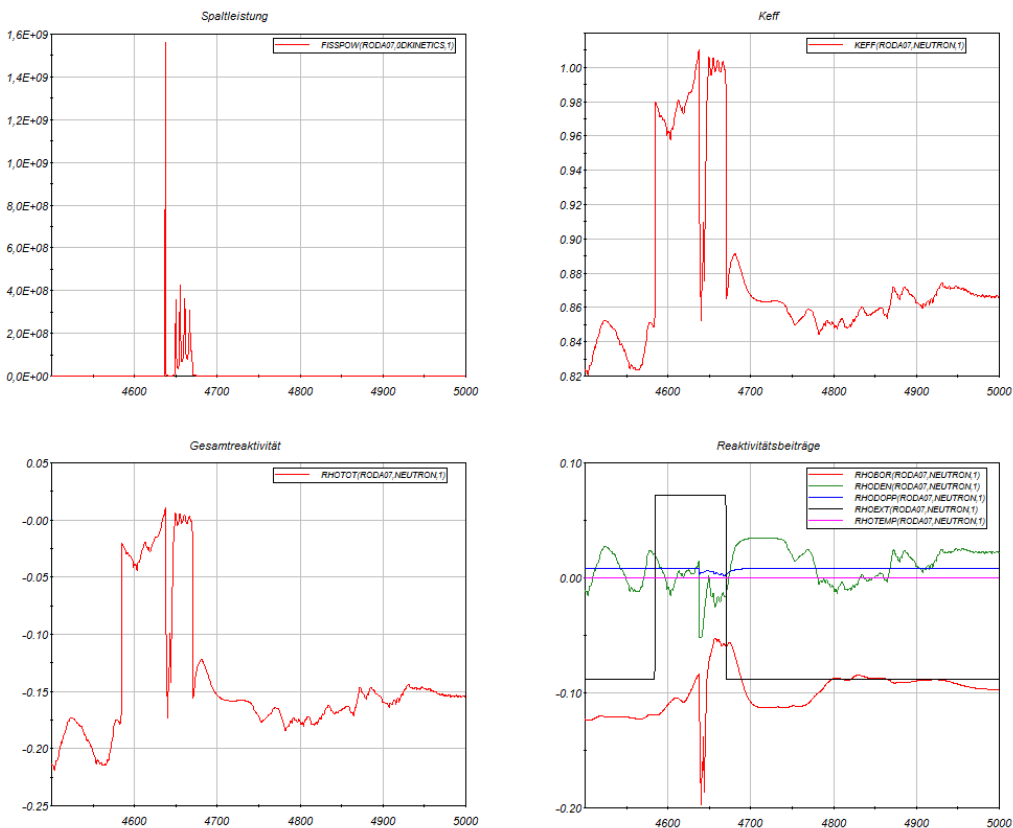 Spaltleistung
FISSPOW(RODA07,0DKINETICS,1)
1,6E+09
1,4E+09
1,2E+09
1,0E+09
8,0E+08
6,0E+08
4,0E+08
2,0E+08
0,0E+00
4600 4700 4800 4900 5000
Keff
KEFF(RODA07,NEUTRON,1)
1.00
0.98
0.96
0.94
0.92
0.90
0.88
0.86
0.84
0.82
4600 4700 4800 4900 5000
Gesamtreaktivität
RHOTOT(RODA07,NEUTRON,1)
0.05
-0.00
-0.05
-0.10
-0.15
-0.20
-0.25
4600 4700 4800 4900 5000
Reaktivitätsbeiträge
RHOBOR(RODA07,NEUTRON,1)
RHODEN(RODA07,NEUTRON,1)
RHODOPP(RODA07,NEUTRON,1)
RHOEXT(RODA07,NEUTRON,1)
RHOTEMP(RODA07,NEUTRON,1)
0.10
0.00
-0.10
-0.20
4600 4700 4800 4900 5000